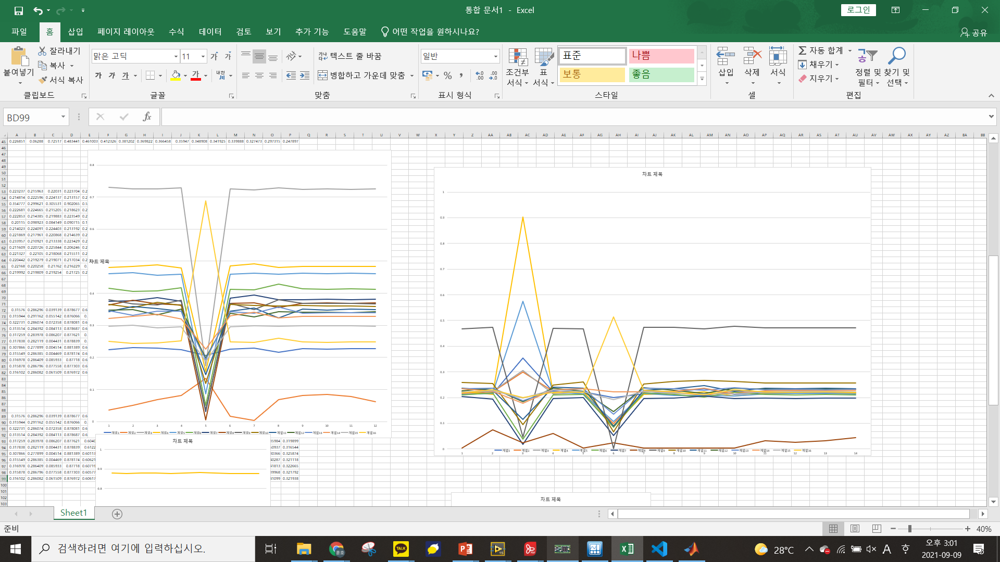 통합 문서1 - Excel
로그인
파일 홈 삽입 페이지 레이아웃 수식 데이터 검토 보기 추가 기능 도움말 어떤 작업을 원하시나요? 공유
붙여넣기
잘라내기
복사
서식 복사
클립보드
맑은 고딕 11
글꼴
텍스트 줄 바꿈
병합하고 가운데 맞춤
맞춤
일반
표시 형식
조건부 서식
표 서식
표준 나쁨
보통 좋음
스타일
삽입 삭제 서식
셀
자동 합계
채우기
지우기
정렬 및 필터
찾기 및 선택
편집
BD99
A B C D E F G H I J K L M N O P Q R S T U V W X Y Z AA AB AC AD AE AF AG AH AI AJ AK AL AM AN AO AP AQ AR AS AT AU AV AW AX AY AZ BA BB
45 0.226851 0.06288 0.72517 0.483441 0.461003 0.412326 0.381202 0.369822 0.366458 0.35947 0.348908 0.341925 0.339888 0.327473 0.297315 0.247897
46
47
48
49
50
51
52
53 0.223237 0.215963 0.22031 0.223704
54 0.214814 0.222596 0.224137 0.213157
55 0.354777 0.299621 0.305531 0.902065
56 0.222681 0.224665 0.215205 0.218623
57 0.222853 0.214385 0.219883 0.223549
58 0.20115 0.098923 0.084149 0.090715
59 0.214023 0.224091 0.224403 0.213192
60 0.221869 0.217961 0.220868 0.214639
61 0.233957 0.210921 0.213338 0.223429
62 0.211609 0.220726 0.225844 0.206246
63 0.221327 0.22105 0.218068 0.215511
64 0.220442 0.219279 0.219071 0.217034
65 0.22168 0.220258 0.21762 0.216229
66 0.219992 0.219809 0.219254 0.21725
67
68
69
70
71
72 0.31576 0.286296 0.039139 0.878677
73 0.315944 0.291162 0.055142 0.876066
74 0.322731 0.286074 0.072358 0.878081
75 0.313514 0.284392 0.084113 0.878687
76 0.317259 0.283978 0.086207 0.877621
77 0.317838 0.282119 0.004431 0.878839
78 0.307866 0.277899 0.004514 0.881389
79 0.315549 0.286385 0.004469 0.878174
80 0.316978 0.286409 0.085933 0.87718
81 0.315878 0.286796 0.077558 0.877303
82 0.316102 0.286082 0.061509 0.876972
83
84
85
86
87
88
89 0.31576 0.286296 0.039139 0.878677
90 0.315944 0.291162 0.055142 0.876066
91 0.322731 0.286074 0.072358 0.878081
92 0.313514 0.284392 0.084113 0.878687
93 0.317259 0.283978 0.086207 0.877621 0.319899
94 0.317838 0.282119 0.004431 0.878839 0.316544
95 0.307866 0.277899 0.004514 0.881389 0.325874
96 0.315549 0.286385 0.004469 0.878174 0.321118
97 0.316978 0.286409 0.085933 0.87718 0.322665
98 0.315878 0.286796 0.077558 0.877303 0.321792
99 0.316102 0.286082 0.061509 0.876972 0.321938
100
101
102
103
차트 제목
0.8
0.7
0.6
0.4
0.3
0.2
0.1
0
1 2 3 4 5 6 7 8 9 10 11 12
계열1 계열2 계열3 계열4 계열5 계열6 계열7 계열8 계열9 계열10 계열11 계열12 계열13 계열14 계열15 계열16
차트 제목
1
0.9
0.8
0.7
0.6
0.5
0.4
0.3
0.2
0.1
0
계열1 계열2 계열3 계열4 계열5 계열6 계열7 계열8 계열9 계열10 계열11 계열12 계열13 계열14 계열15 계열16
1 2 3 4 5 6 7 8 9 10 11 12 13 14
차트 제목
1
0.9
0.8
차트 제목
Sheet1
준비
40%
검색하려면 여기에 입력하십시오.
TALK
28°C
A
오후 3:01
2021-09-09